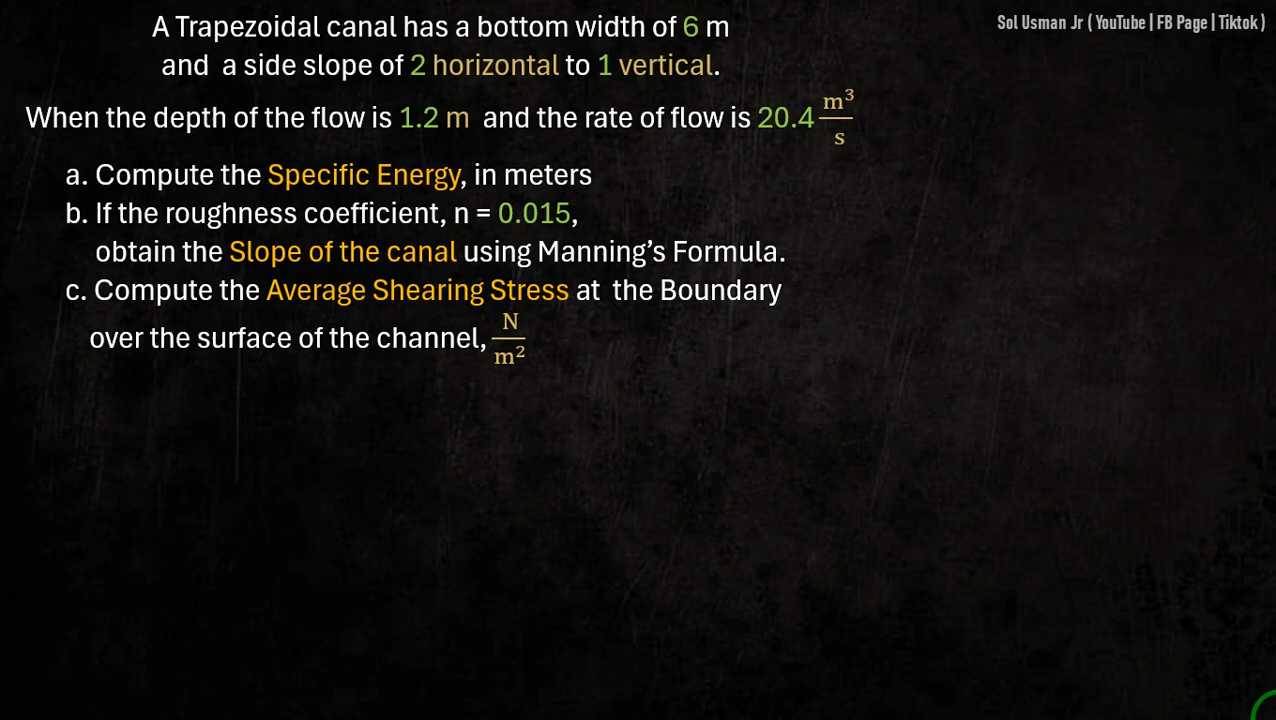 Sol Usman Jr ( YouTube | FB Page | Tiktok )
A Trapezoidal canal has a bottom width of 6 m
and a side slope of 2 horizontal to 1 vertical.
When the depth of the flow is 1.2 m and the rate of flow is 20.4 m³/s
a. Compute the Specific Energy, in meters
b. If the roughness coefficient, n = 0.015,
obtain the Slope of the canal using Manning’s Formula.
c. Compute the Average Shearing Stress at the Boundary
over the surface of the channel, N/m²